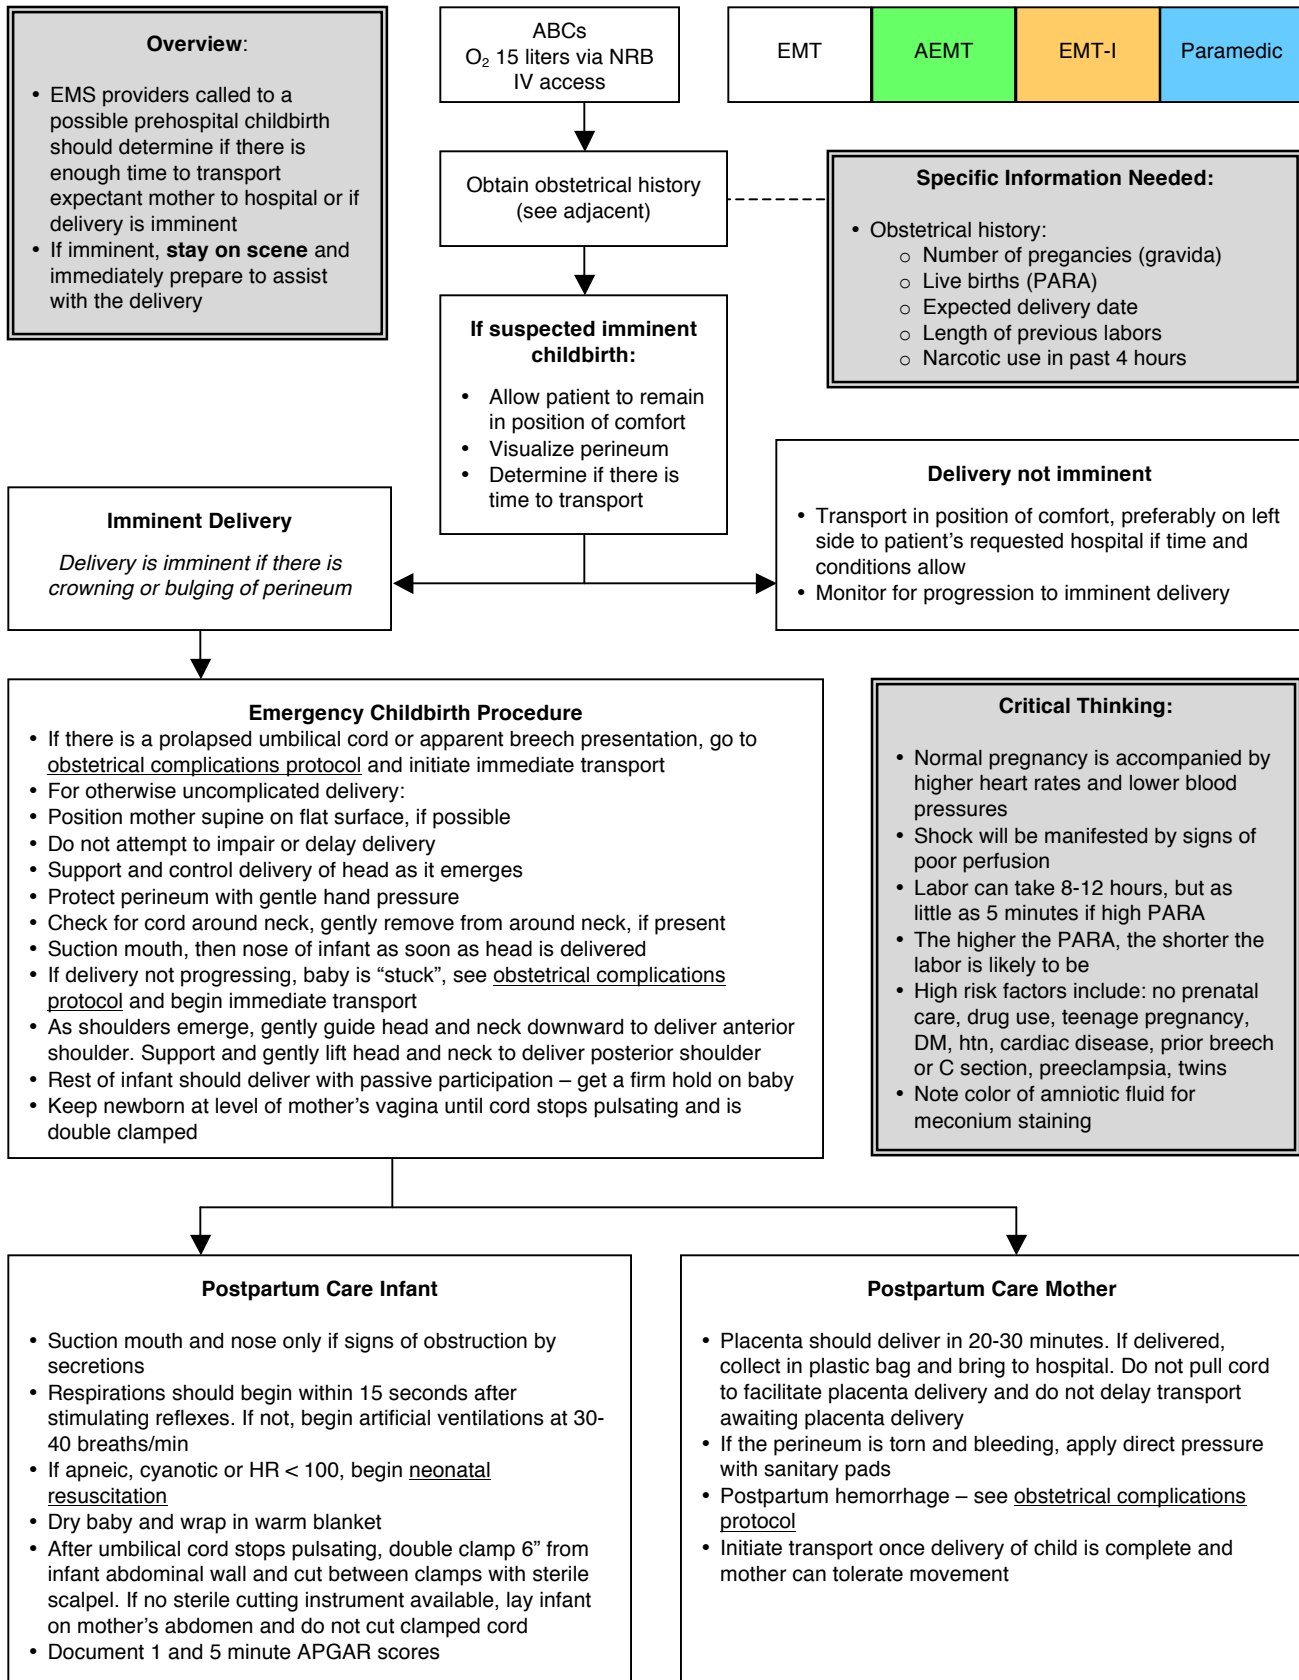 Overview:
• EMS providers called to a
possible prehospital childbirth
should determine if there is
enough time to transport
expectant mother to hospital or if
delivery is imminent
• If imminent, stay on scene and
immediately prepare to assist
with the delivery
ABCs
O₂ 15 liters via NRB
IV access
EMT
AEMT
EMT-I
Paramedic
Obtain obstetrical history
(see adjacent)
Specific Information Needed:
• Obstetrical history:
o Number of pregancies (gravida)
o Live births (PARA)
o Expected delivery date
o Length of previous labors
o Narcotic use in past 4 hours
If suspected imminent
childbirth:
• Allow patient to remain
in position of comfort
• Visualize perineum
• Determine if there is
time to transport
Imminent Delivery
Delivery is imminent if there is
crowning or bulging of perineum
Delivery not imminent
• Transport in position of comfort, preferably on left
side to patient's requested hospital if time and
conditions allow
• Monitor for progression to imminent delivery
Emergency Childbirth Procedure
• If there is a prolapsed umbilical cord or apparent breech presentation, go to
obstetrical complications protocol and initiate immediate transport
• For otherwise uncomplicated delivery:
• Position mother supine on flat surface, if possible
• Do not attempt to impair or delay delivery
• Support and control delivery of head as it emerges
• Protect perineum with gentle hand pressure
• Check for cord around neck, gently remove from around neck, if present
• Suction mouth, then nose of infant as soon as head is delivered
• If delivery not progressing, baby is “stuck”, see obstetrical complications
protocol and begin immediate transport
• As shoulders emerge, gently guide head and neck downward to deliver anterior
shoulder. Support and gently lift head and neck to deliver posterior shoulder
• Rest of infant should deliver with passive participation – get a firm hold on baby
• Keep newborn at level of mother's vagina until cord stops pulsating and is
double clamped
Critical Thinking:
• Normal pregnancy is accompanied by
higher heart rates and lower blood
pressures
• Shock will be manifested by signs of
poor perfusion
• Labor can take 8-12 hours, but as
little as 5 minutes if high PARA
• The higher the PARA, the shorter the
labor is likely to be
• High risk factors include: no prenatal
care, drug use, teenage pregnancy,
DM, htn, cardiac disease, prior breech
or C section, preeclampsia, twins
• Note color of amniotic fluid for
meconium staining
Postpartum Care Infant
• Suction mouth and nose only if signs of obstruction by
secretions
• Respirations should begin within 15 seconds after
stimulating reflexes. If not, begin artificial ventilations at 30-
40 breaths/min
• If apneic, cyanotic or HR < 100, begin neonatal
resuscitation
• Dry baby and wrap in warm blanket
• After umbilical cord stops pulsating, double clamp 6” from
infant abdominal wall and cut between clamps with sterile
scalpel. If no sterile cutting instrument available, lay infant
on mother's abdomen and do not cut clamped cord
• Document 1 and 5 minute APGAR scores
Postpartum Care Mother
• Placenta should deliver in 20-30 minutes. If delivered,
collect in plastic bag and bring to hospital. Do not pull cord
to facilitate placenta delivery and do not delay transport
awaiting placenta delivery
• If the perineum is torn and bleeding, apply direct pressure
with sanitary pads
• Postpartum hemorrhage – see obstetrical complications
protocol
• Initiate transport once delivery of child is complete and
mother can tolerate movement